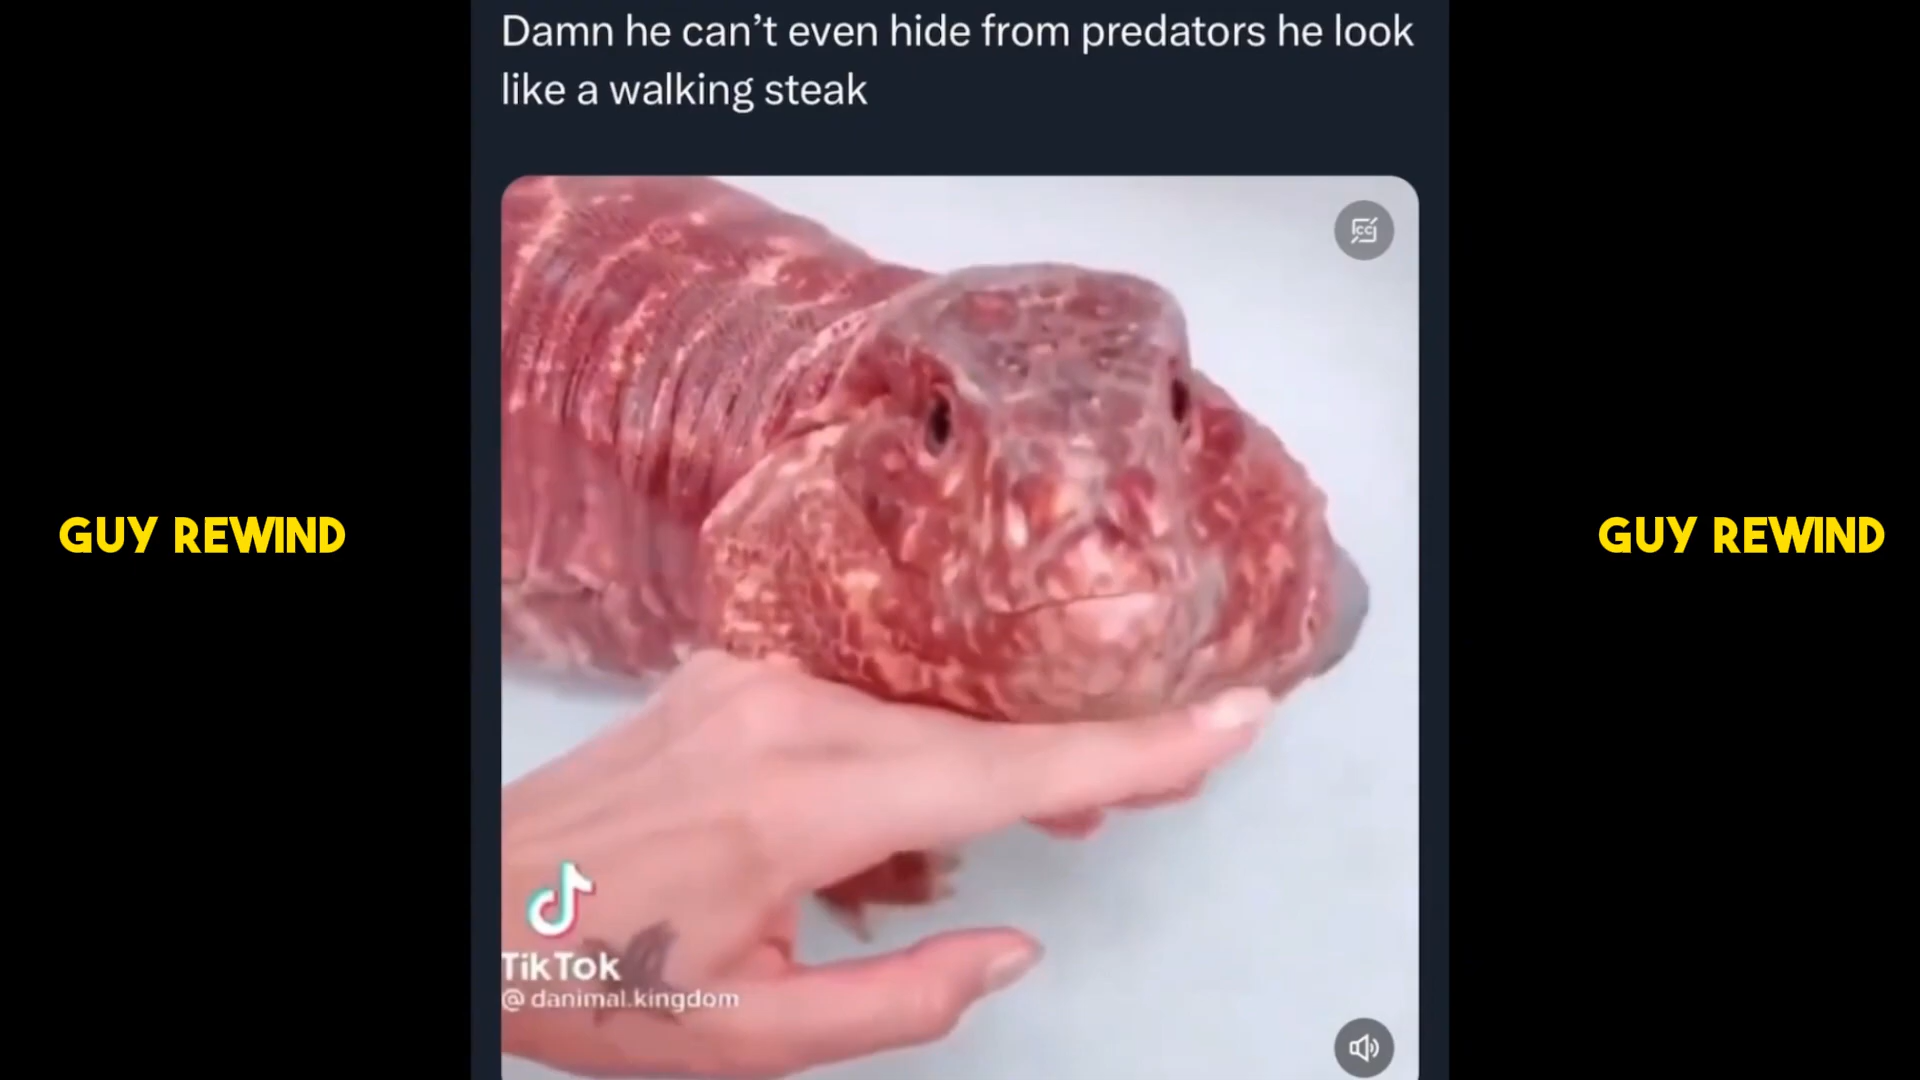 Damn he can’t even hide from predators he look
like a walking steak
CC
GUY REWIND
GUY REWIND
TikTok
@ danimal.kingdom